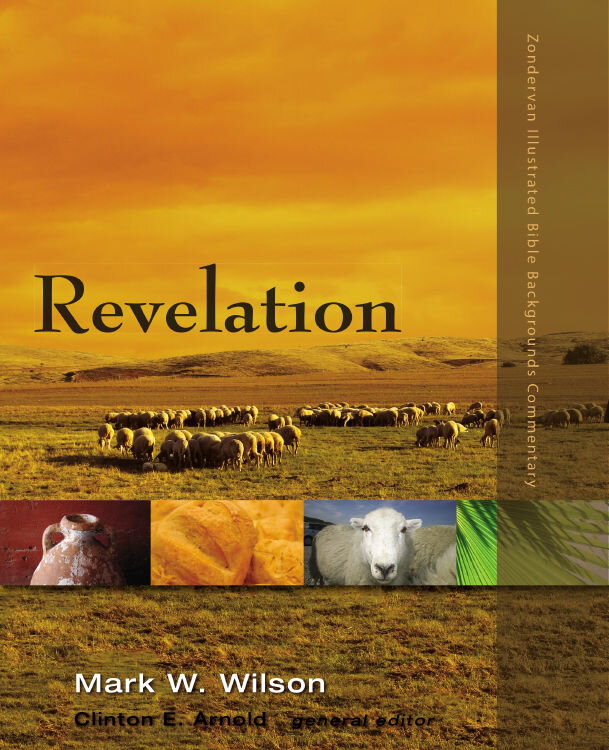 Zondervan Illustrated Bible Backgrounds Commentary
Revelation
Mark W. Wilson
Clinton E. Arnold general editor